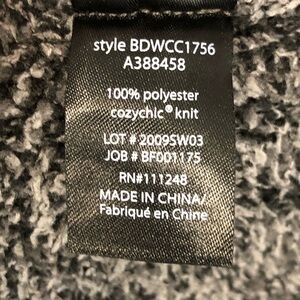 style BDWCC1756
A388458
100% polyester
cozychic® knit
LOT # 2009SW03
JOB # BF001175
RN#111248
MADE IN CHINA/
Fabriqué en Chine